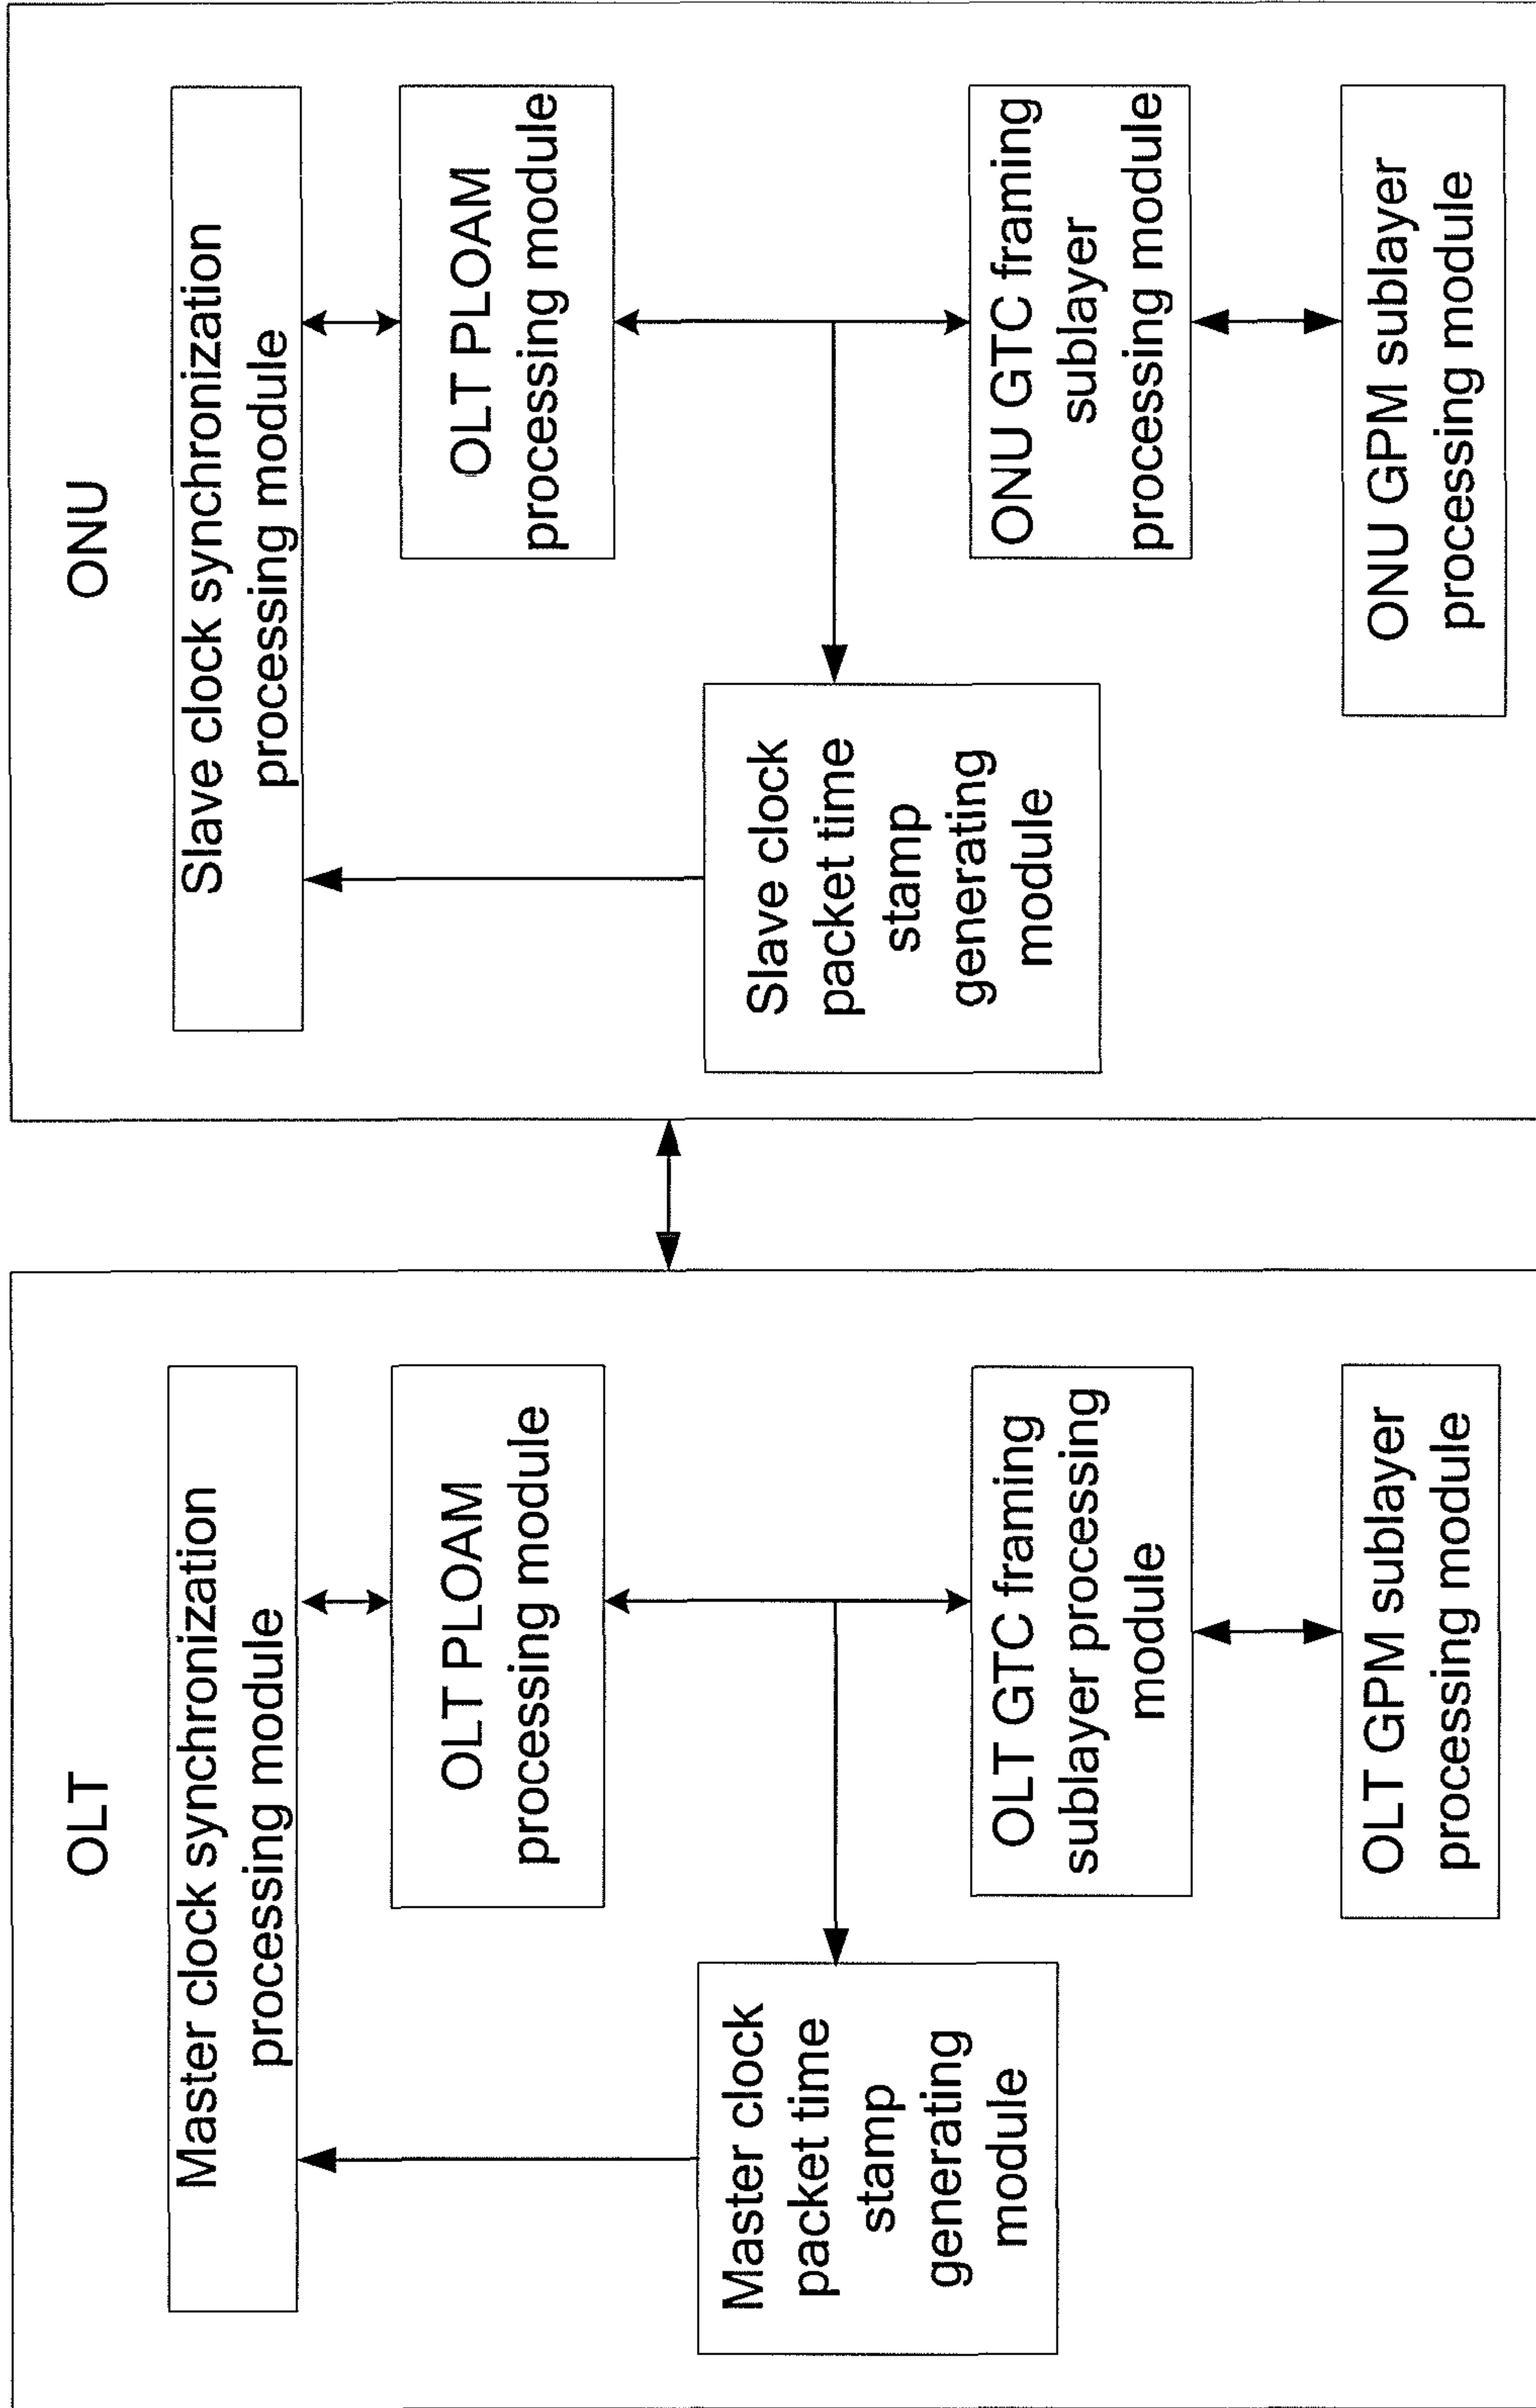 OLT
Master clock synchronization
processing module
OLT PLOAM
processing module
Master clock
packet time
stamp
generating
module
OLT GTC framing
sublayer processing
module
OLT GPM sublayer
processing module
ONU
Slave clock synchronization
processing module
OLT PLOAM
processing module
Slave clock
packet time
stamp
generating
module
ONU GTC framing
sublayer
processing module
ONU GPM sublayer
processing module